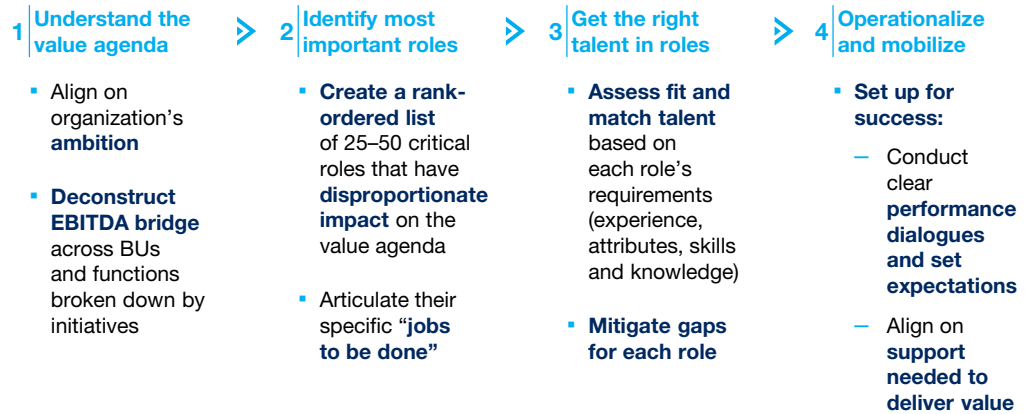 1 Understand the
value agenda
▪ Align on
organization's
ambition
▪ Deconstruct
EBITDA bridge
across BUs
and functions
broken down by
initiatives
2 Identify most
important roles
▪ Create a rank-
ordered list
of 25–50 critical
roles that have
disproportionate
impact on the
value agenda
▪ Articulate their
specific “jobs
to be done”
3 Get the right
talent in roles
▪ Assess fit and
match talent
based on
each role's
requirements
(experience,
attributes, skills
and knowledge)
▪ Mitigate gaps
for each role
4 Operationalize
and mobilize
▪ Set up for
success:
— Conduct
clear
performance
dialogues
and set
expectations
— Align on
support
needed to
deliver value